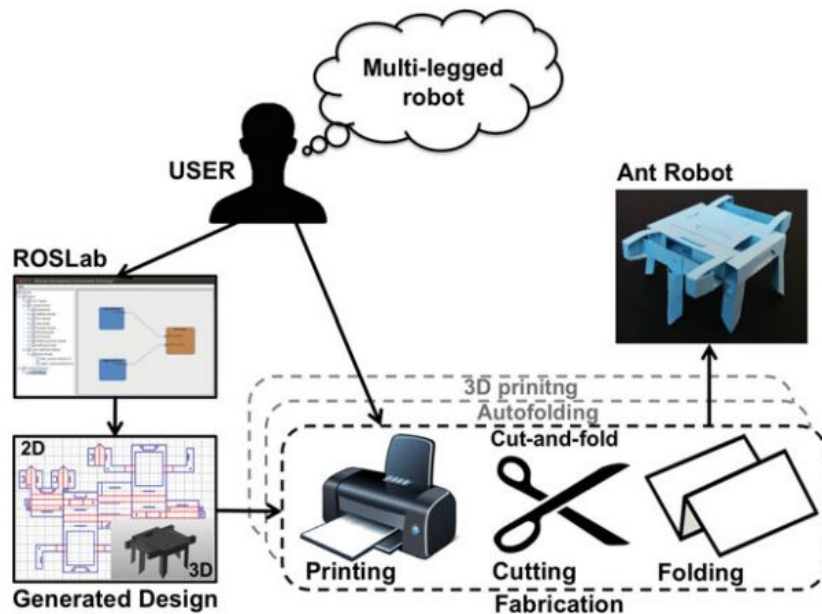 Multi-legged
robot
USER
Ant Robot
ROSLab
3D prinitng
Autofolding
Cut-and-fold
2D
3D
Printing
Cutting
Folding
Generated Design
Fabrication